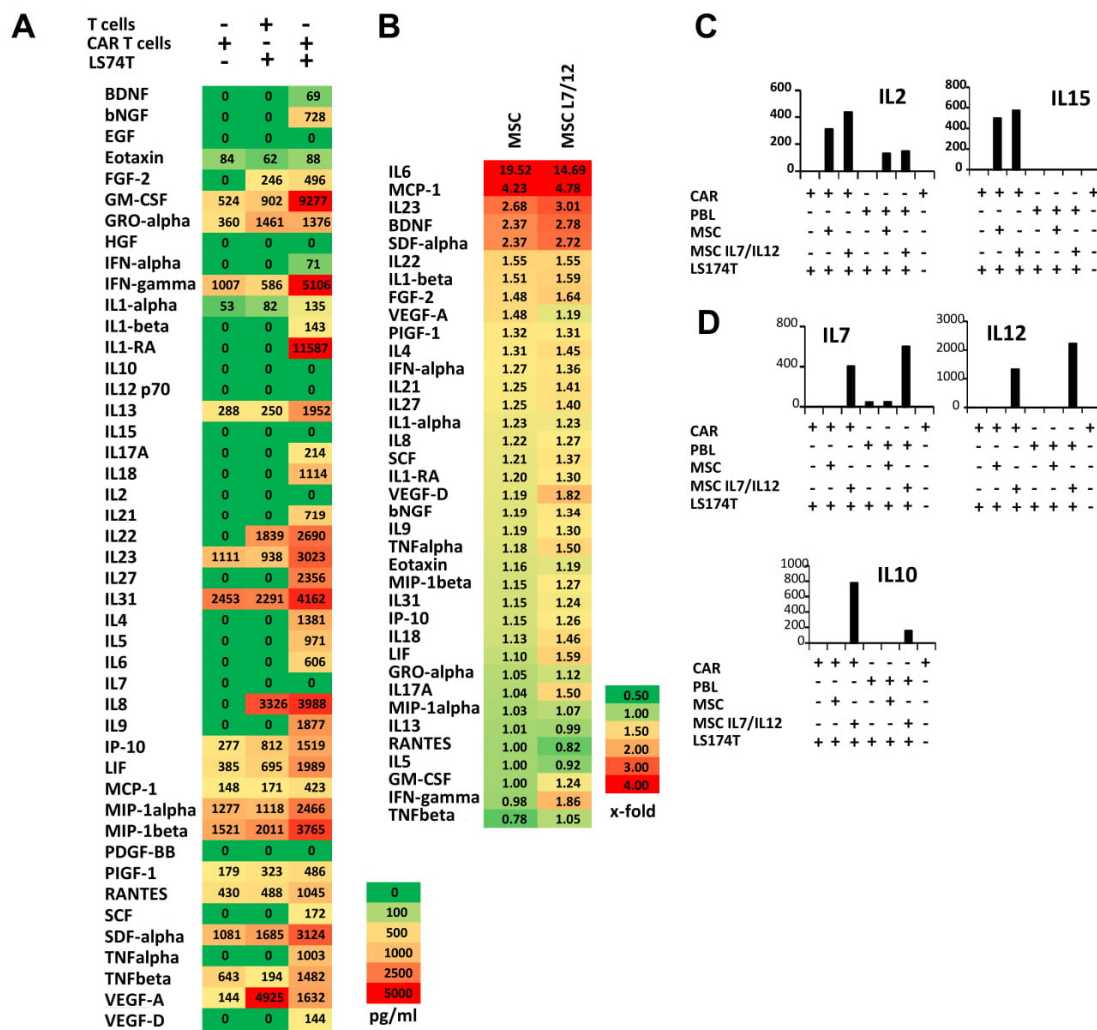 A
T cells - + -
CAR T cells + - +
LS74T - + +
BDNF 0 0 69
bNGF 0 0 728
EGF 0 0 0
Eotaxin 84 62 88
FGF-2 0 246 496
GM-CSF 524 902 9277
GRO-alpha 360 1461 1376
HGF 0 0 0
IFN-alpha 0 0 71
IFN-gamma 1007 586 5106
IL1-alpha 53 82 135
IL1-beta 0 0 143
IL1-RA 0 0 11587
IL10 0 0 0
IL12 p70 0 0 0
IL13 288 250 1952
IL15 0 0 0
IL17A 0 0 214
IL18 0 0 1114
IL2 0 0 0
IL21 0 0 719
IL22 0 1839 2690
IL23 1111 938 3023
IL27 0 0 2356
IL31 2453 2291 4162
IL4 0 0 1381
IL5 0 0 971
IL6 0 0 606
IL7 0 0 0
IL8 0 3326 3988
IL9 0 0 1877
IP-10 277 812 1519
LIF 385 695 1989
MCP-1 148 171 423
MIP-1alpha 1277 1118 2466
MIP-1beta 1521 2011 3765
PDGF-BB 0 0 0
PIGF-1 179 323 486
RANTES 430 488 1045
SCF 0 0 172
SDF-alpha 1081 1685 3124
TNFalpha 0 0 1003
TNFbeta 643 194 1482
VEGF-A 144 4925 1632
VEGF-D 0 0 144
0
100
500
1000
2500
5000
pg/ml
B
MSC
MSC L7/12
IL6 19.52 14.69
MCP-1 4.23 4.78
IL23 2.68 3.01
BDNF 2.37 2.78
SDF-alpha 2.37 2.72
IL22 1.55 1.55
IL1-beta 1.51 1.59
FGF-2 1.48 1.64
VEGF-A 1.48 1.19
PIGF-1 1.32 1.31
IL4 1.31 1.45
IFN-alpha 1.27 1.36
IL21 1.25 1.41
IL27 1.25 1.40
IL1-alpha 1.23 1.23
IL8 1.22 1.27
SCF 1.21 1.37
IL1-RA 1.20 1.30
VEGF-D 1.19 1.82
bNGF 1.19 1.34
IL9 1.19 1.30
TNFalpha 1.18 1.50
Eotaxin 1.16 1.19
MIP-1beta 1.15 1.27
IL31 1.15 1.24
IP-10 1.15 1.26
IL18 1.13 1.46
LIF 1.10 1.59
GRO-alpha 1.05 1.12
IL17A 1.04 1.50
MIP-1alpha 1.03 1.07
IL13 1.01 0.99
RANTES 1.00 0.82
IL5 1.00 0.92
GM-CSF 1.00 1.24
IFN-gamma 0.98 1.86
TNFbeta 0.78 1.05
0.50
1.00
1.50
2.00
3.00
4.00
x-fold
C
IL2
600
400
200
0
CAR + + + - - - +
PBL - - - + + + -
MSC - + - - + - -
MSC IL7/IL12 - - + - - + -
LS174T + + + + + + -
IL15
800
600
400
200
0
+ + + - - - +
- - - + + + -
- + - - + - -
- - + - - + -
+ + + + + + -
D
IL7
800
400
0
CAR + + + - - - +
PBL - - - + + + -
MSC - + - - + - -
MSC IL7/IL12 - - + - - + -
LS174T + + + + + + -
IL12
3000
2000
1000
0
+ + + - - - +
- - - + + + -
- + - - + - -
- - + - - + -
+ + + + + + -
IL10
1000
800
600
400
200
0
CAR + + + - - - +
PBL - - - + + + -
MSC - + - - + - -
MSC IL7/IL12 - - + - - + -
LS174T + + + + + + -